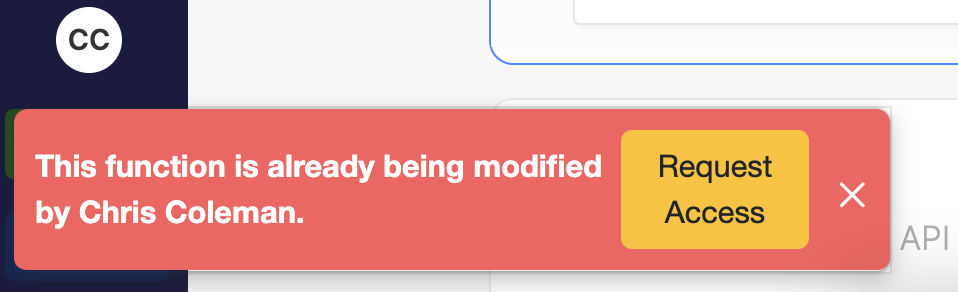 CC
This function is already being modified
by Chris Coleman.
Request
Access
API